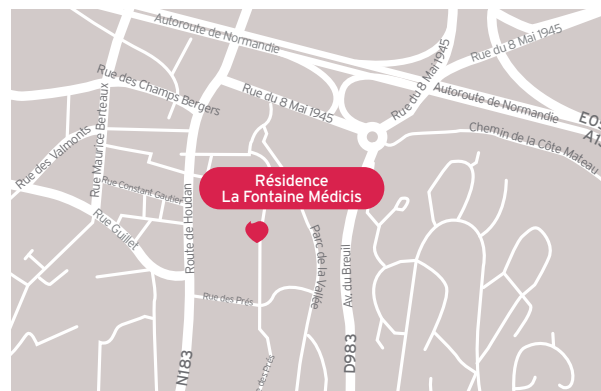 Autoroute de Normandie
Rue du 8 Mai 1945
Rue du 8 Mai 1945
Rue des Champs Bergers
Rue du 8 Mai 1945
Autoroute de Normandie
Rue Maurice Berteaux
Chemin de la Côte Mateau
Rue des Valmonts
Résidence
La Fontaine Médicis
Rue Constant Gautier
Rue Guillet
Route de Houdan
Parc de la Vallée
Av. du Breuil
Rue des Prés
N183
D983